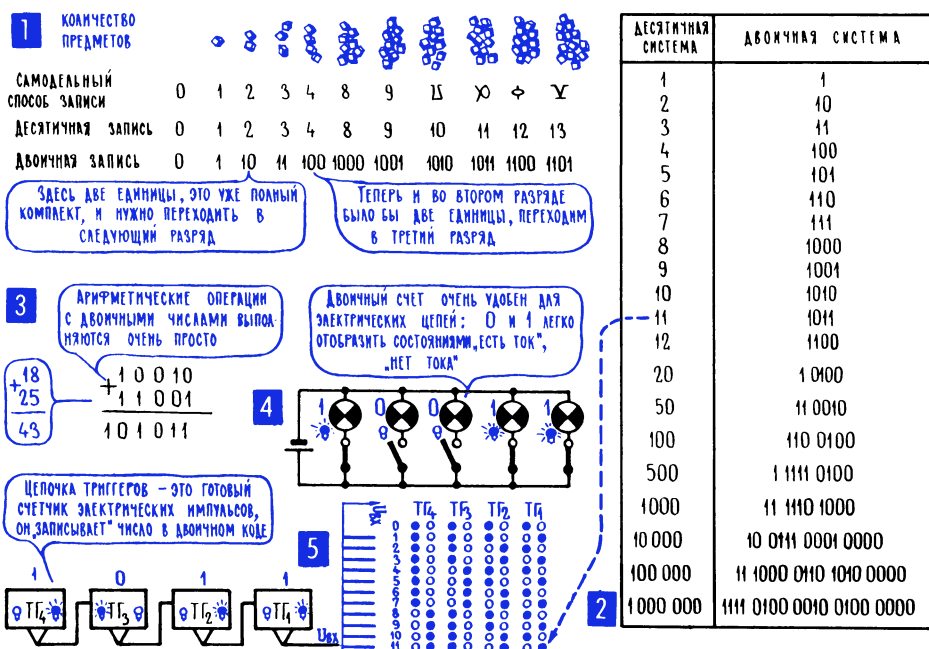 1
КОЛИЧЕСТВО
ПРЕДМЕТОВ
САМОДЕЛЬНЫЙ
СПОСОБ ЗАПИСИ 0 1 2 3 4 8 9
ДЕСЯТИЧНАЯ ЗАПИСЬ 0 1 2 3 4 8 9 10 11 12 13
ДВОИЧНАЯ ЗАПИСЬ 0 1 10 11 100 1000 1001 1010 1011 1100 1101
ЗДЕСЬ ДВЕ ЕДИНИЦЫ, ЭТО УЖЕ ПОЛНЫЙ
КОМПЛЕКТ, И НУЖНО ПЕРЕХОДИТЬ В
СЛЕДУЮЩИЙ РАЗРЯД
ТЕПЕРЬ И ВО ВТОРОМ РАЗРЯДЕ
БЫЛО БЫ ДВЕ ЕДИНИЦЫ, ПЕРЕХОДИМ
В ТРЕТИЙ РАЗРЯД
3
АРИФМЕТИЧЕСКИЕ ОПЕРАЦИИ
С ДВОИЧНЫМИ ЧИСЛАМИ ВЫПОЛ-
НЯЮТСЯ ОЧЕНЬ ПРОСТО
+18
25
43
+10010
11001
101011
ДВОИЧНЫЙ СЧЕТ ОЧЕНЬ УДОБЕН ДЛЯ
ЭЛЕКТРИЧЕСКИХ ЦЕПЕЙ: 0 И 1 ЛЕГКО
ОТОБРАЗИТЬ СОСТОЯНИЯМИ „ЕСТЬ ТОК",
„НЕТ ТОКА"
4
1 0 0 1 1
ЦЕПОЧКА ТРИГГЕРОВ – ЭТО ГОТОВЫЙ
СЧЕТЧИК ЭЛЕКТРИЧЕСКИХ ИМПУЛЬСОВ,
ОН „ЗАПИСЫВАЕТ" ЧИСЛО В ДВОИЧНОМ КОДЕ
1 0 1 1
ТГ4 ТГ3 ТГ2 ТГ1
Uвх
5
Uвх ТГ4 ТГ3 ТГ2 ТГ1
0
1
2
3
4
5
6
7
8
9
10
11
2
ДЕСЯТИЧНАЯ СИСТЕМА ДВОИЧНАЯ СИСТЕМА
1 1
2 10
3 11
4 100
5 101
6 110
7 111
8 1000
9 1001
10 1010
11 1011
12 1100
20 1 0100
50 11 0010
100 110 0100
500 1 1111 0100
1000 11 1110 1000
10 000 10 0111 0001 0000
100 000 11 1000 0110 1010 0000
1 000 000 1111 0100 0010 0100 0000